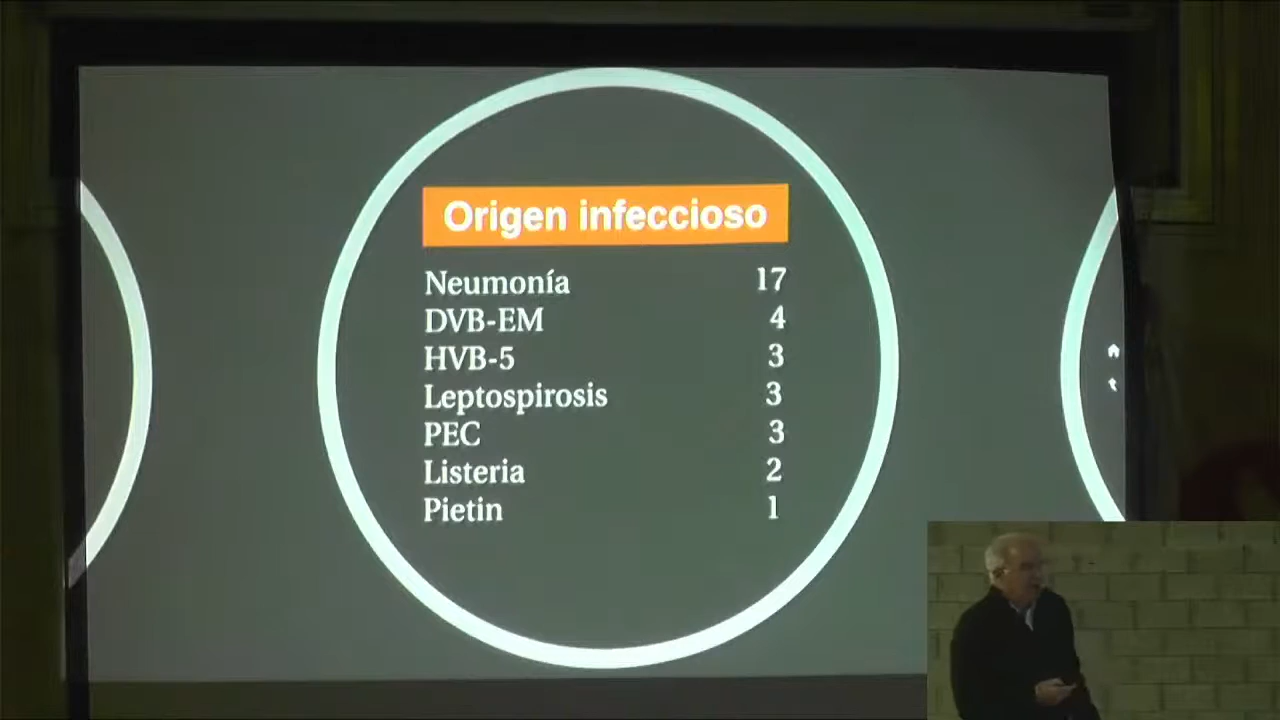 Origen infeccioso
Neumonía 17
DVB-EM 4
HVB-5 3
Leptospirosis 3
PEC 3
Listeria 2
Pietin 1